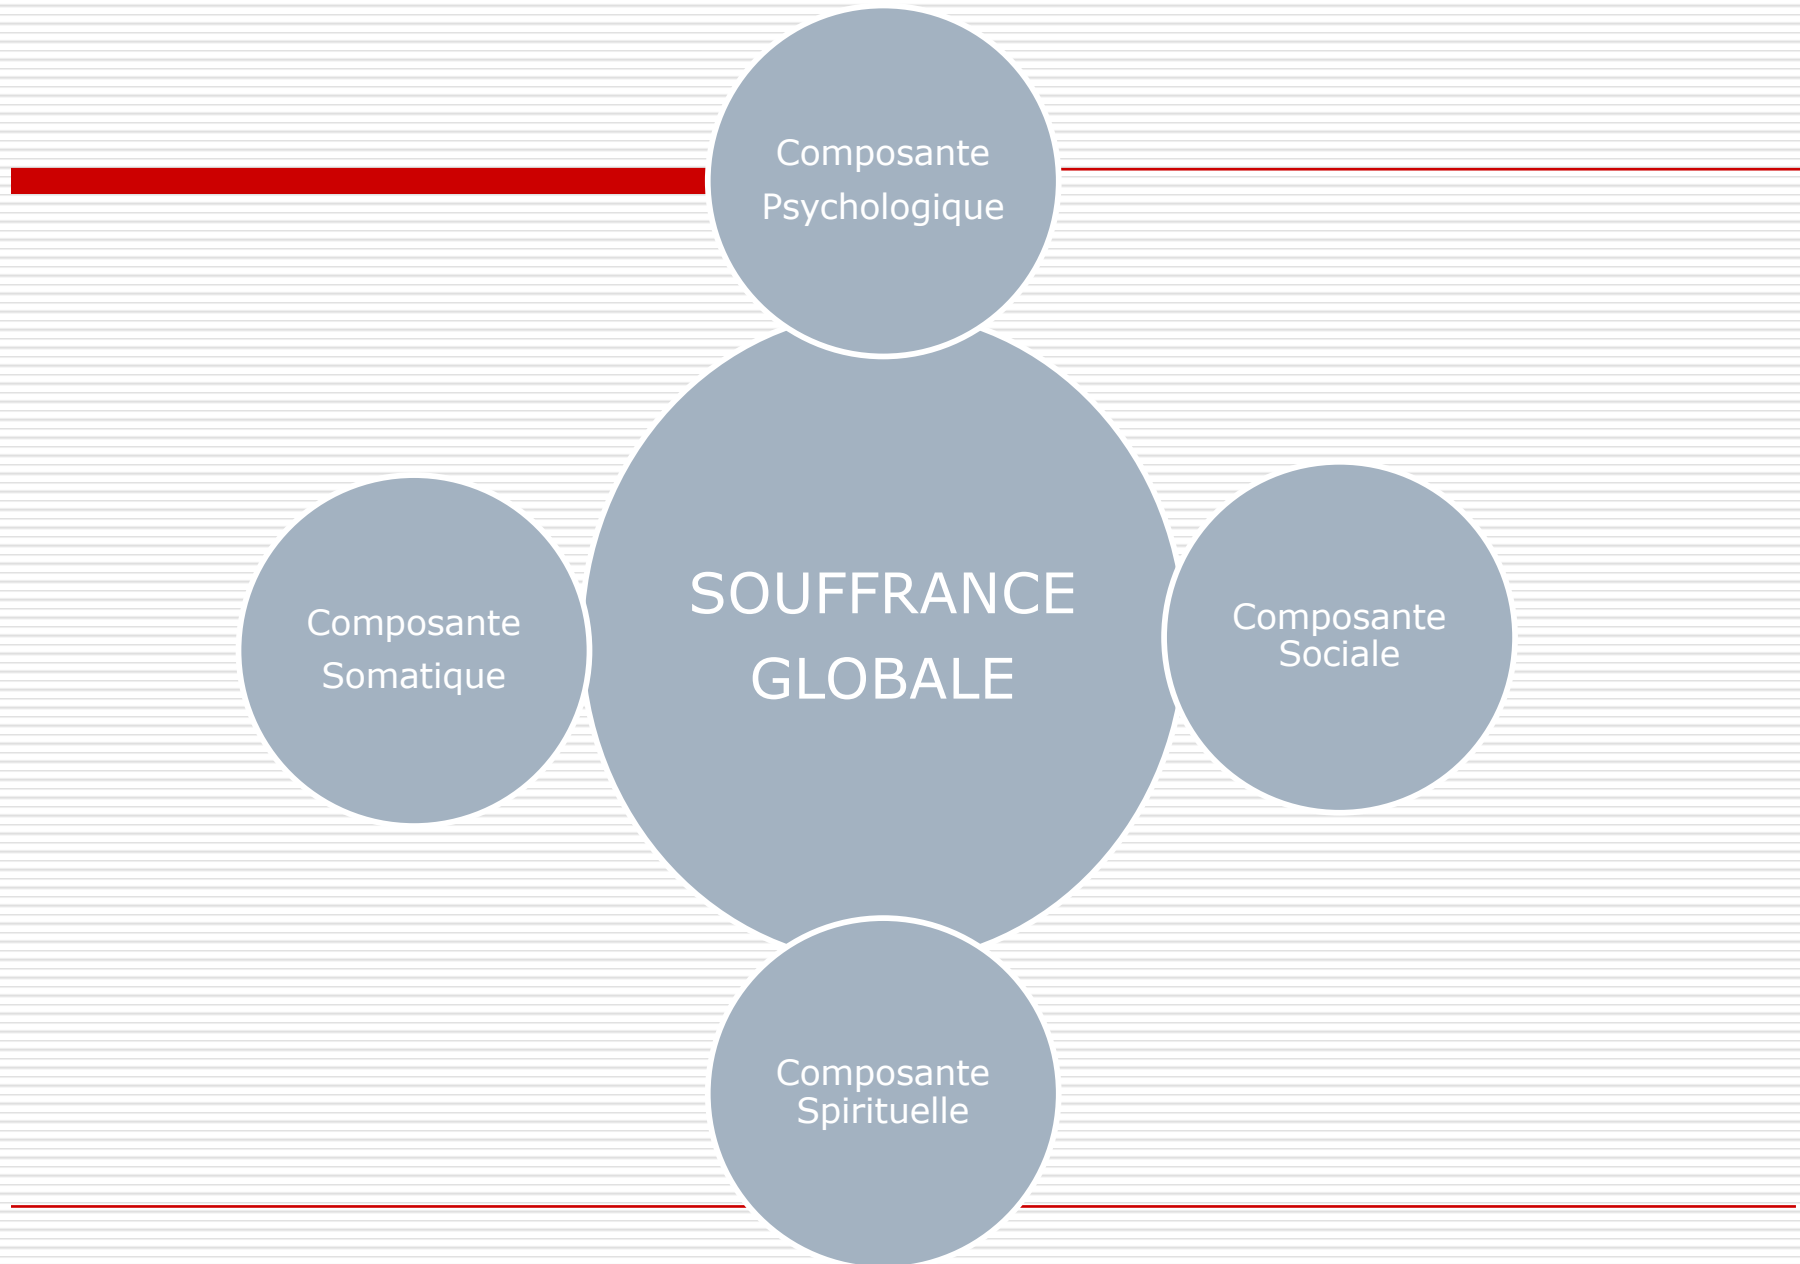 Composante
Psychologique
SOUFFRANCE
GLOBALE
Composante
Somatique
Composante
Sociale
Composante
Spirituelle